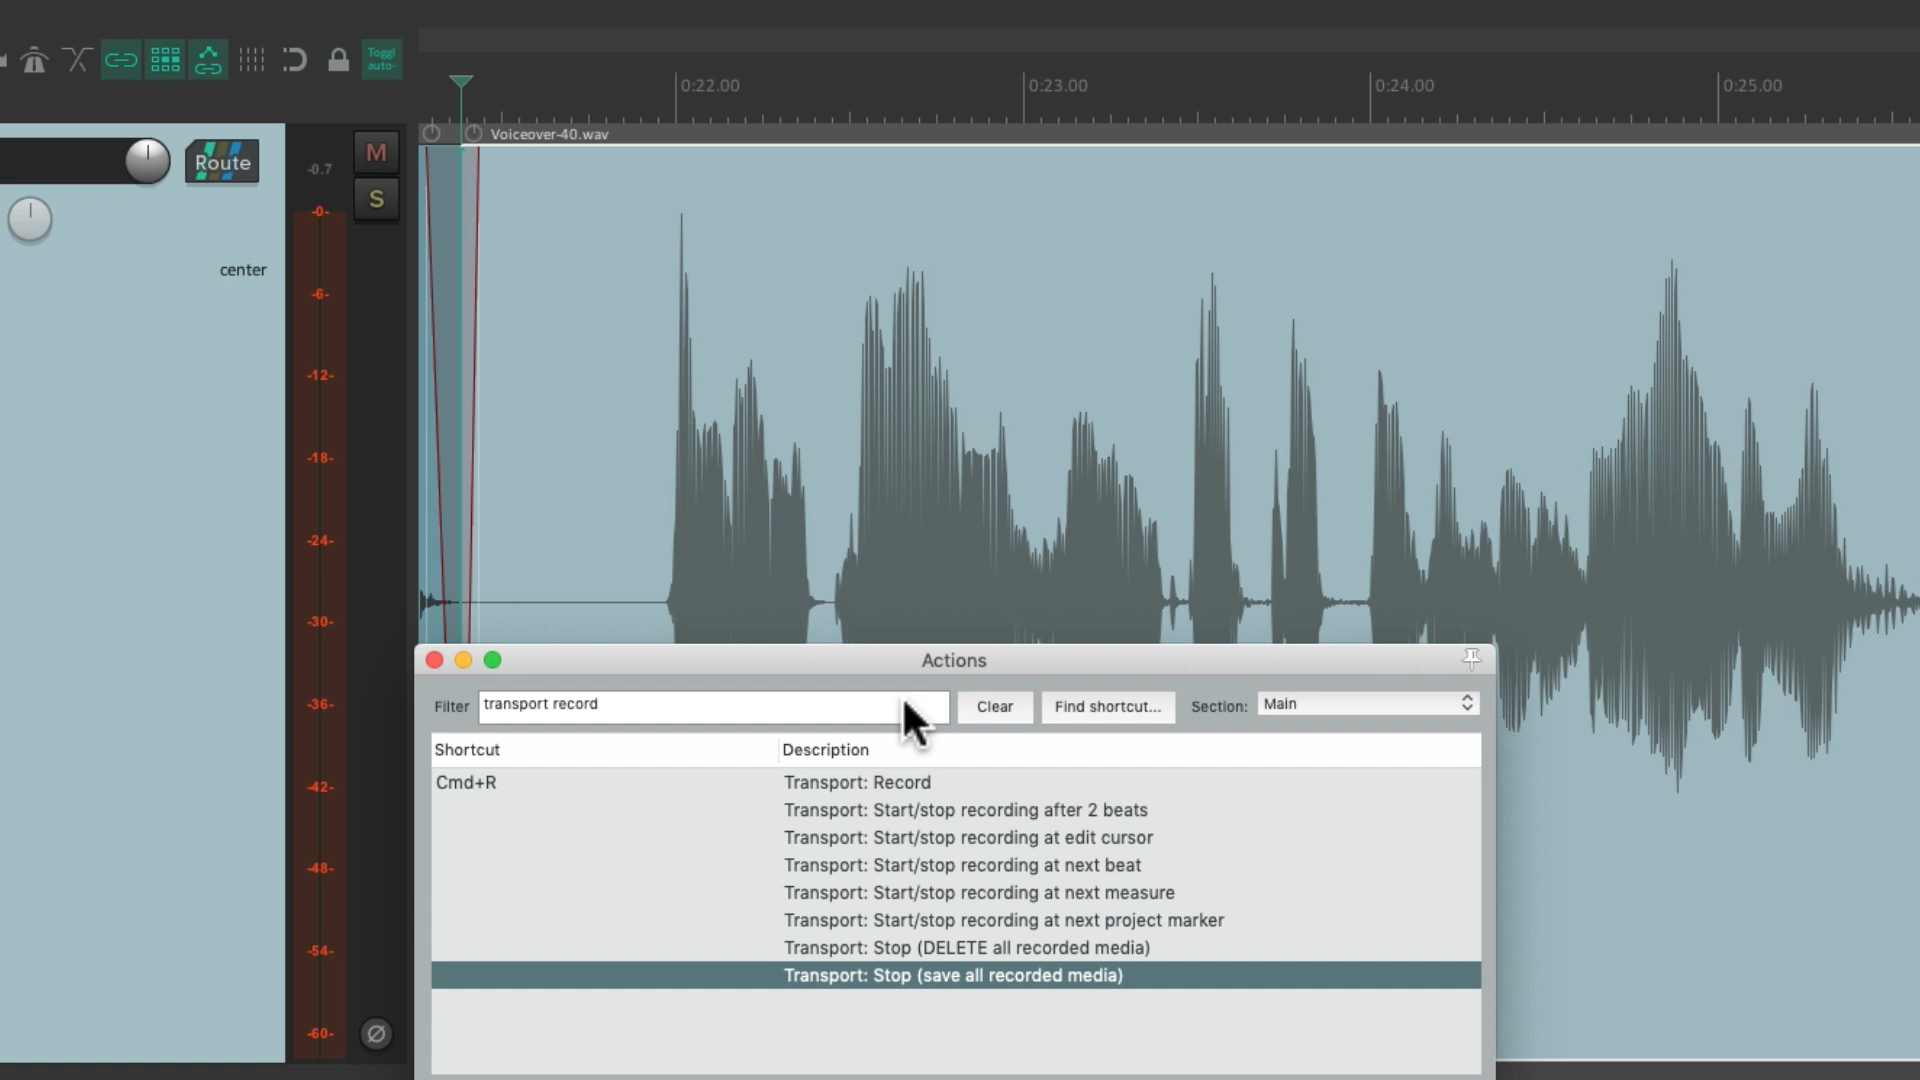 Toggl
auto-
0:22.00
0:23.00
0:24.00
0:25.00
Voiceover-40.wav
Route
center
-0.7
M
S
-0-
-6-
-12-
-18-
-24-
-30-
-36-
-42-
-48-
-54-
-60-
Actions
Filter transport record Clear Find shortcut... Section: Main
Shortcut Description
Cmd+R Transport: Record
Transport: Start/stop recording after 2 beats
Transport: Start/stop recording at edit cursor
Transport: Start/stop recording at next beat
Transport: Start/stop recording at next measure
Transport: Start/stop recording at next project marker
Transport: Stop (DELETE all recorded media)
Transport: Stop (save all recorded media)